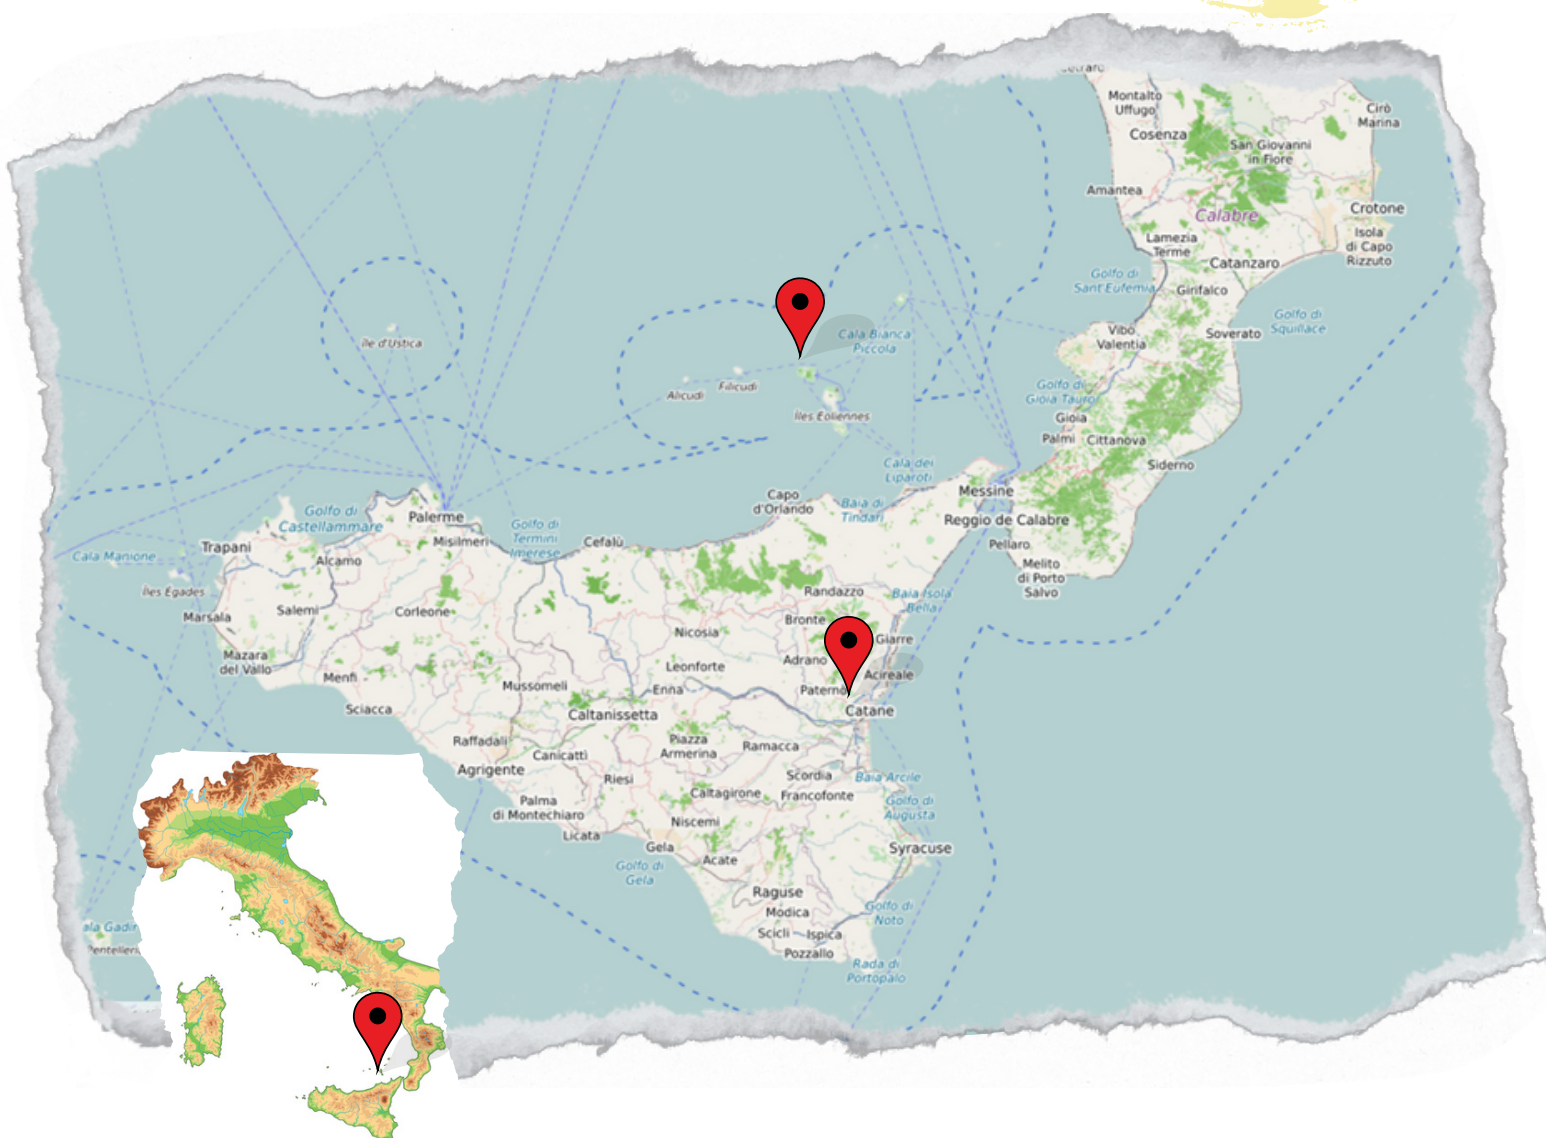 Montalto
Uffugo
Cirò
Marina
Cosenza
San Giovanni
in Fiore
Amantea
Calabre
Crotone
Isola
di Capo
Rizzuto
Lamezia
Terme
Catanzaro
Golfo di
Sant'Eufemia
Girifalco
Golfo di
Squillace
Vibo
Valentia
Soverato
Cala Bianca
Piccola
île d'Ustica
Filicudi
Alicudi
Îles Eoliennes
Golfo di
Gioia Tauro
Gioia
Palmi
Cittanova
Siderno
Cala dei
Liparoti
Messine
Capo
d'Orlando
Baia di
Tindari
Reggio de Calabre
Pellaro
Melito
di Porto
Salvo
Golfo di
Castellammare
Palerme
Misilmeri
Golfo di
Termini
Imerese
Cefalù
Cala Manione
Trapani
Alcamo
Îles Egades
Marsala
Salemi
Corleone
Randazzo
Baia Isola
Bella
Bronte
Nicosia
Giarre
Mazara
del Vallo
Menfi
Leonforte
Adrano
Acireale
Mussomeli
Enna
Paterno
Sciacca
Caltanissetta
Catane
Raffadali
Canicattì
Piazza
Armerina
Ramacca
Agrigente
Riesi
Scordia
Baia Arcile
Palma
di Montechiaro
Caltagirone
Francofonte
Golfo di
Augusta
Licata
Niscemi
Gela
Acate
Syracuse
Golfo di
Gela
Raguse
Modica
Golfo di
Noto
Scicli
Ispica
Pozzallo
Rada di
Portopalo